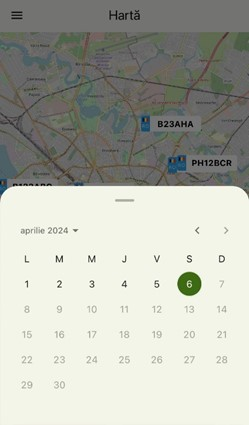 Hartă
B23AHA
PH12BCR
aprilie 2024
L M M J V S D
1 2 3 4 5 6 7
8 9 10 11 12 13 14
15 16 17 18 19 20 21
22 23 24 25 26 27 28
29 30